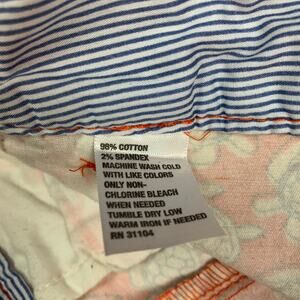 98% COTTON
2% SPANDEX
MACHINE WASH COLD
WITH LIKE COLORS
ONLY NON-
CHLORINE BLEACH
WHEN NEEDED
TUMBLE DRY LOW
WARM IRON IF NEEDED
RN 31104